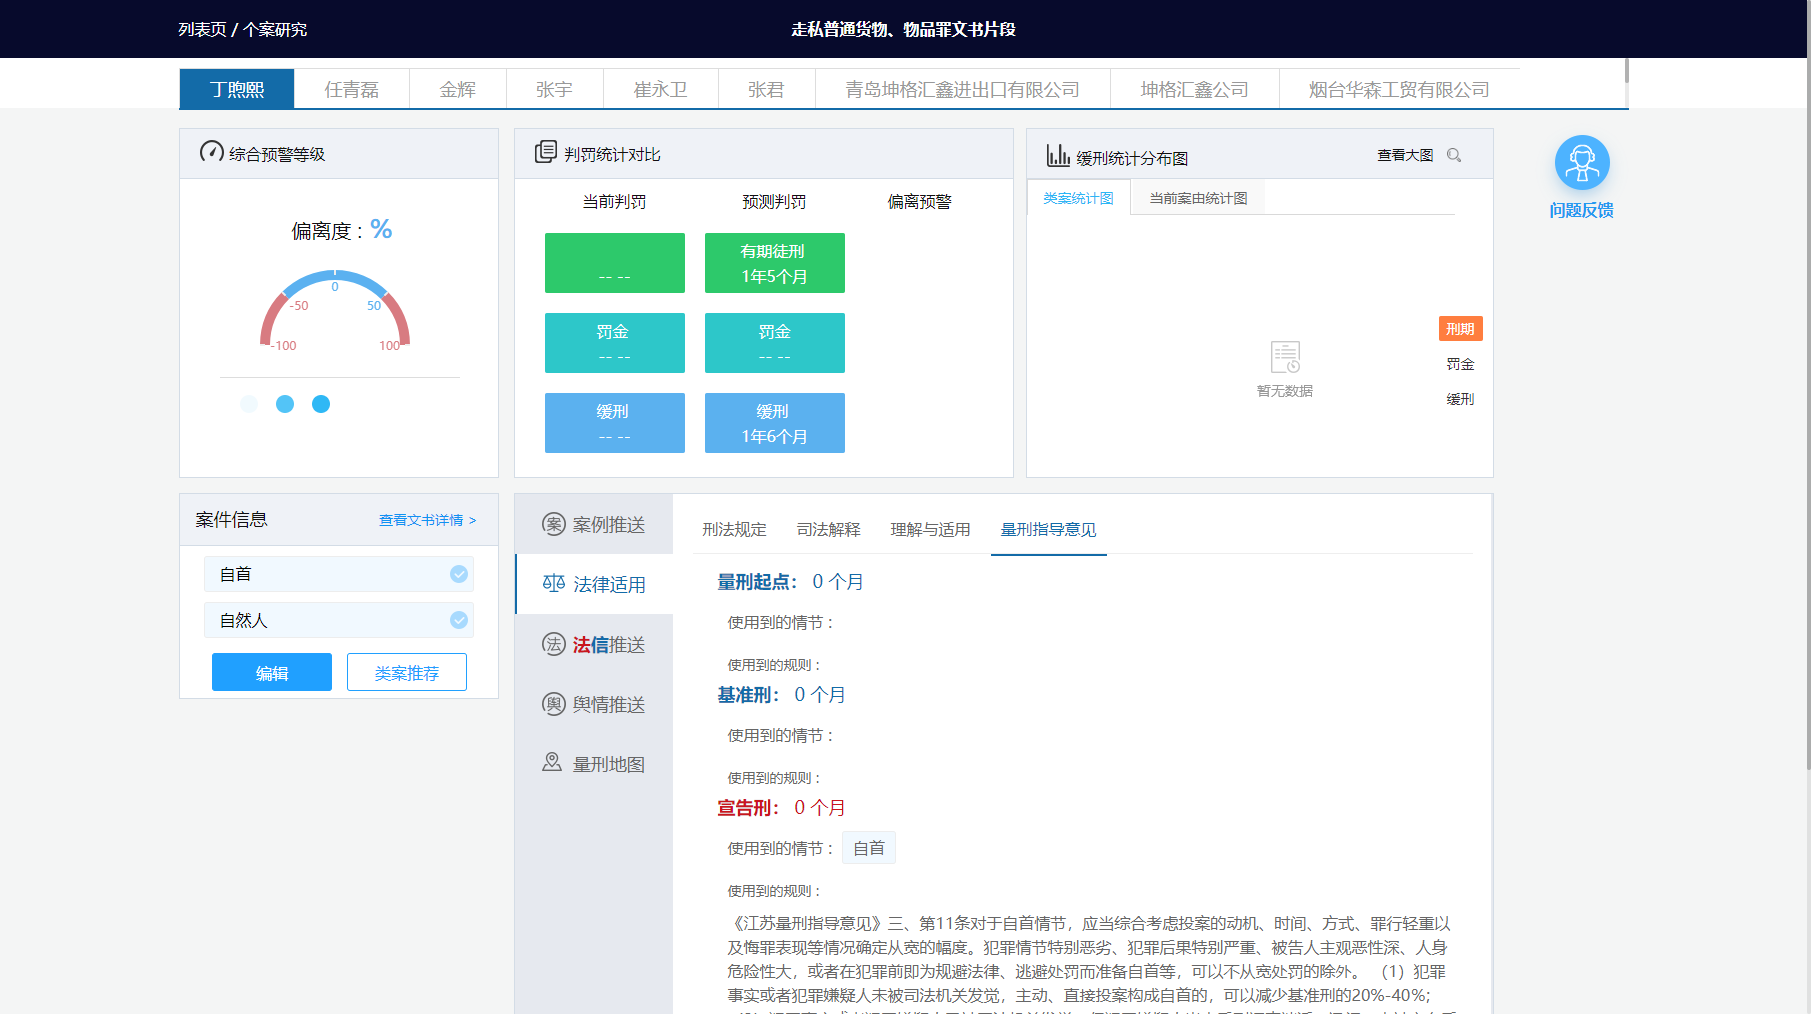 列表页 / 个案研究
走私普通货物、物品罪文书片段
丁煦熙
任青磊
金辉
张宇
崔永卫
张君
青岛坤格汇鑫进出口有限公司
坤格汇鑫公司
烟台华森工贸有限公司
综合预警等级
偏离度：%
0
-50
50
-100
100
判罚统计对比
当前判罚
预测判罚
偏离预警
-- --
有期徒刑
1年5个月
罚金
-- --
罚金
-- --
缓刑
-- --
缓刑
1年6个月
缓刑统计分布图
查看大图
类案统计图
当前案由统计图
暂无数据
刑期
罚金
缓刑
问题反馈
案件信息
查看文书详情 >
自首
自然人
编辑
类案推荐
案 案例推送
法律适用
法 法信推送
舆 舆情推送
量刑地图
刑法规定
司法解释
理解与适用
量刑指导意见
量刑起点： 0 个月
使用到的情节：
使用到的规则：
基准刑： 0 个月
使用到的情节：
使用到的规则：
宣告刑： 0 个月
使用到的情节： 自首
使用到的规则：
《江苏量刑指导意见》三、第11条对于自首情节，应当综合考虑投案的动机、时间、方式、罪行轻重以
及悔罪表现等情况确定从宽的幅度。犯罪情节特别恶劣、犯罪后果特别严重、被告人主观恶性深、人身
危险性大，或者在犯罪前即为规避法律、逃避处罚而准备自首等，可以不从宽处罚的除外。 （1）犯罪
事实或者犯罪嫌疑人未被司法机关发觉，主动、直接投案构成自首的，可以减少基准刑的20%-40%；